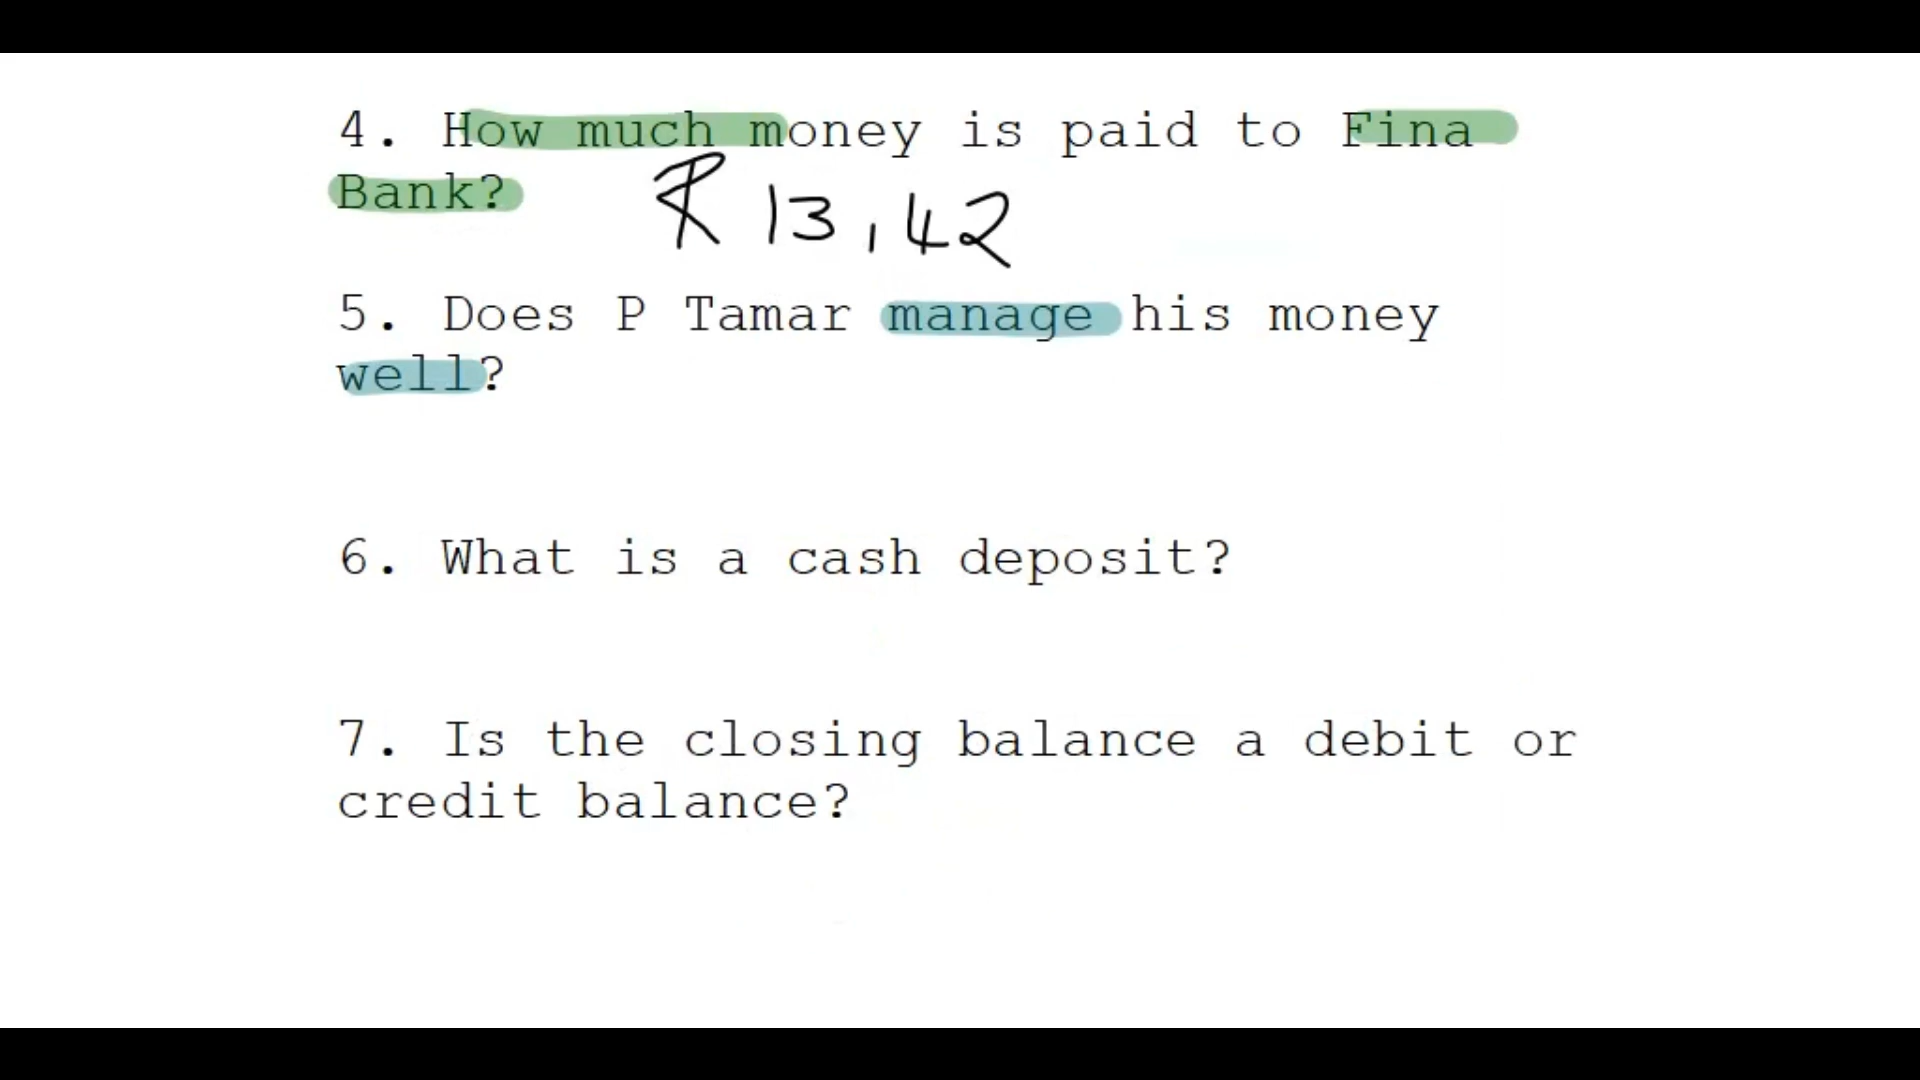 4. How much money is paid to Fina
Bank? R 13,42
5. Does P Tamar manage his money
well?
6. What is a cash deposit?
7. Is the closing balance a debit or
credit balance?